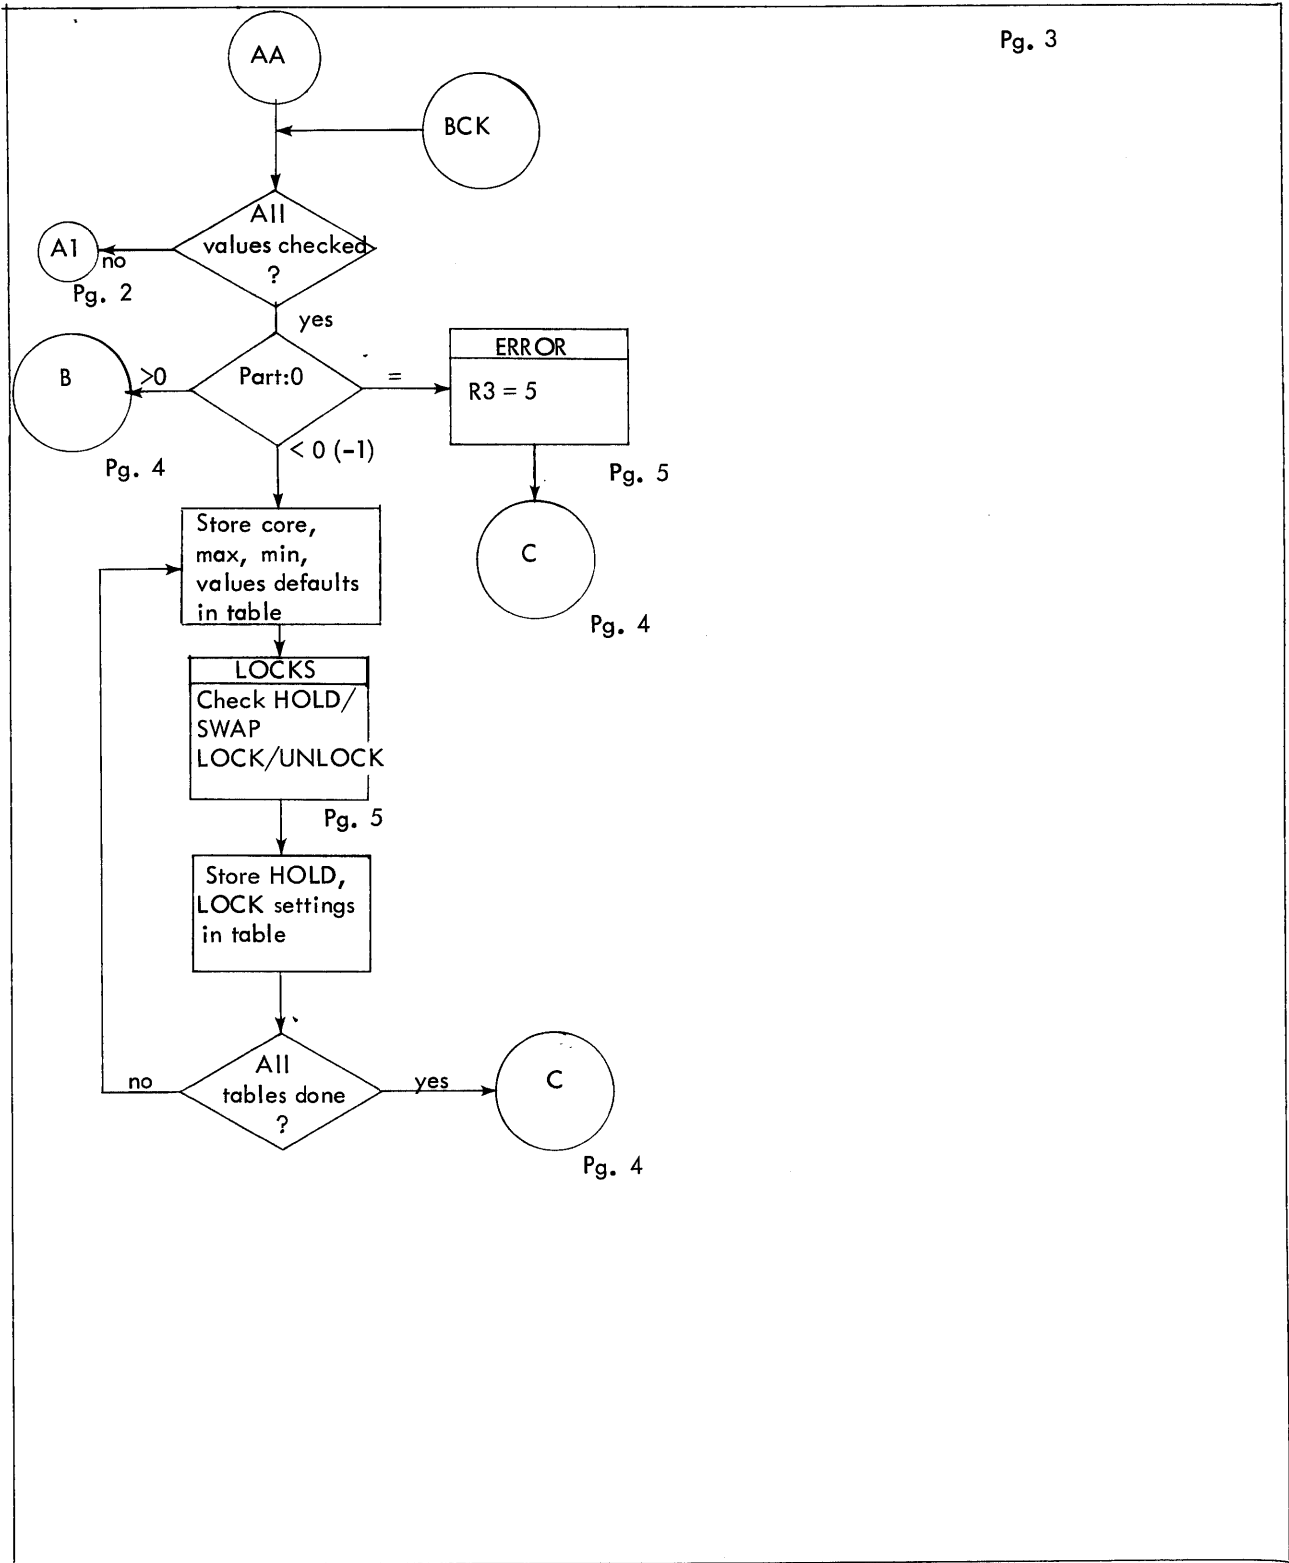 Pg. 3
AA
BCK
All
values checked
?
A1
no
Pg. 2
yes
B
>0
Part:0
=
ERROR
R3 = 5
< 0 (-1)
Pg. 4
Pg. 5
Store core,
max, min,
values defaults
in table
C
Pg. 4
LOCKS
Check HOLD/
SWAP
LOCK/UNLOCK
Pg. 5
Store HOLD,
LOCK settings
in table
All
tables done
?
no
yes
C
Pg. 4